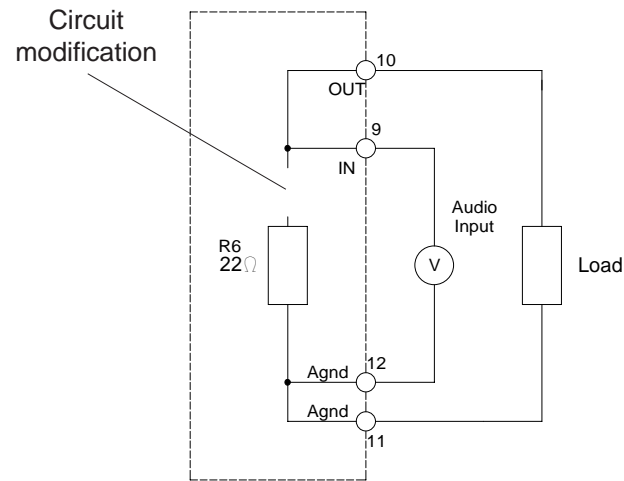 Circuit
modification
10
OUT
9
IN
Audio
Input
R6
22Ω
V
Load
12
Agnd
Agnd
11